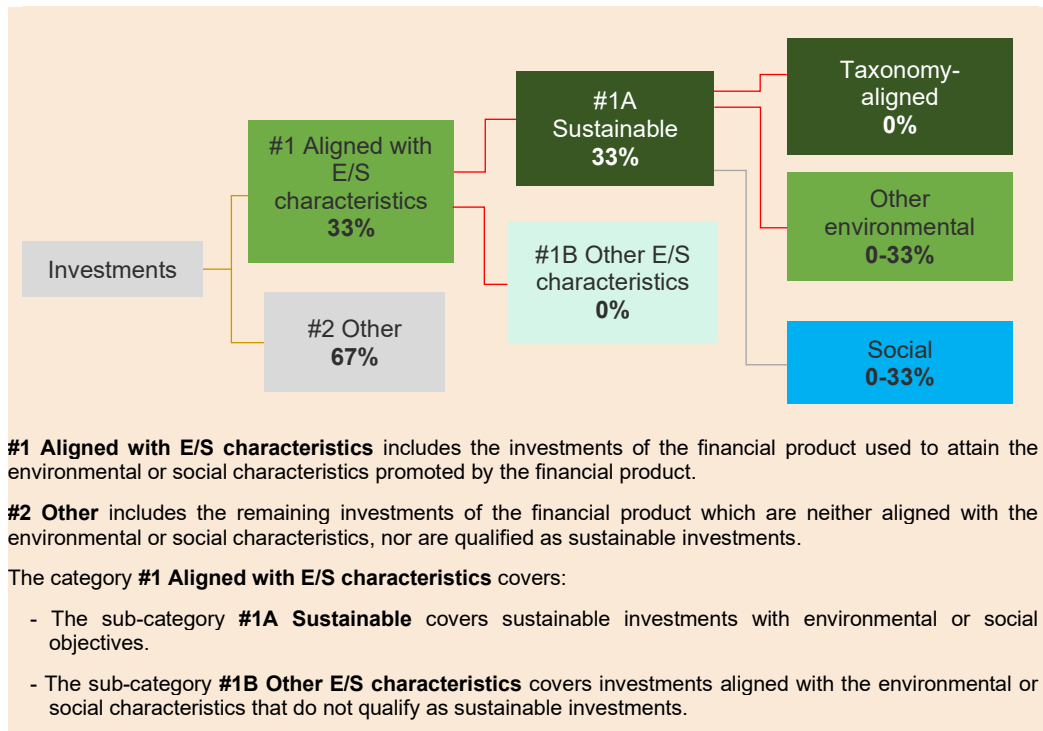 Taxonomy-
aligned
0%
#1A
Sustainable
33%
#1 Aligned with
E/S
characteristics
33%
Other
environmental
0-33%
#1B Other E/S
characteristics
0%
Investments
#2 Other
67%
Social
0-33%
#1 Aligned with E/S characteristics includes the investments of the financial product used to attain the
environmental or social characteristics promoted by the financial product.
#2 Other includes the remaining investments of the financial product which are neither aligned with the
environmental or social characteristics, nor are qualified as sustainable investments.
The category #1 Aligned with E/S characteristics covers:
- The sub-category #1A Sustainable covers sustainable investments with environmental or social
objectives.
- The sub-category #1B Other E/S characteristics covers investments aligned with the environmental or
social characteristics that do not qualify as sustainable investments.